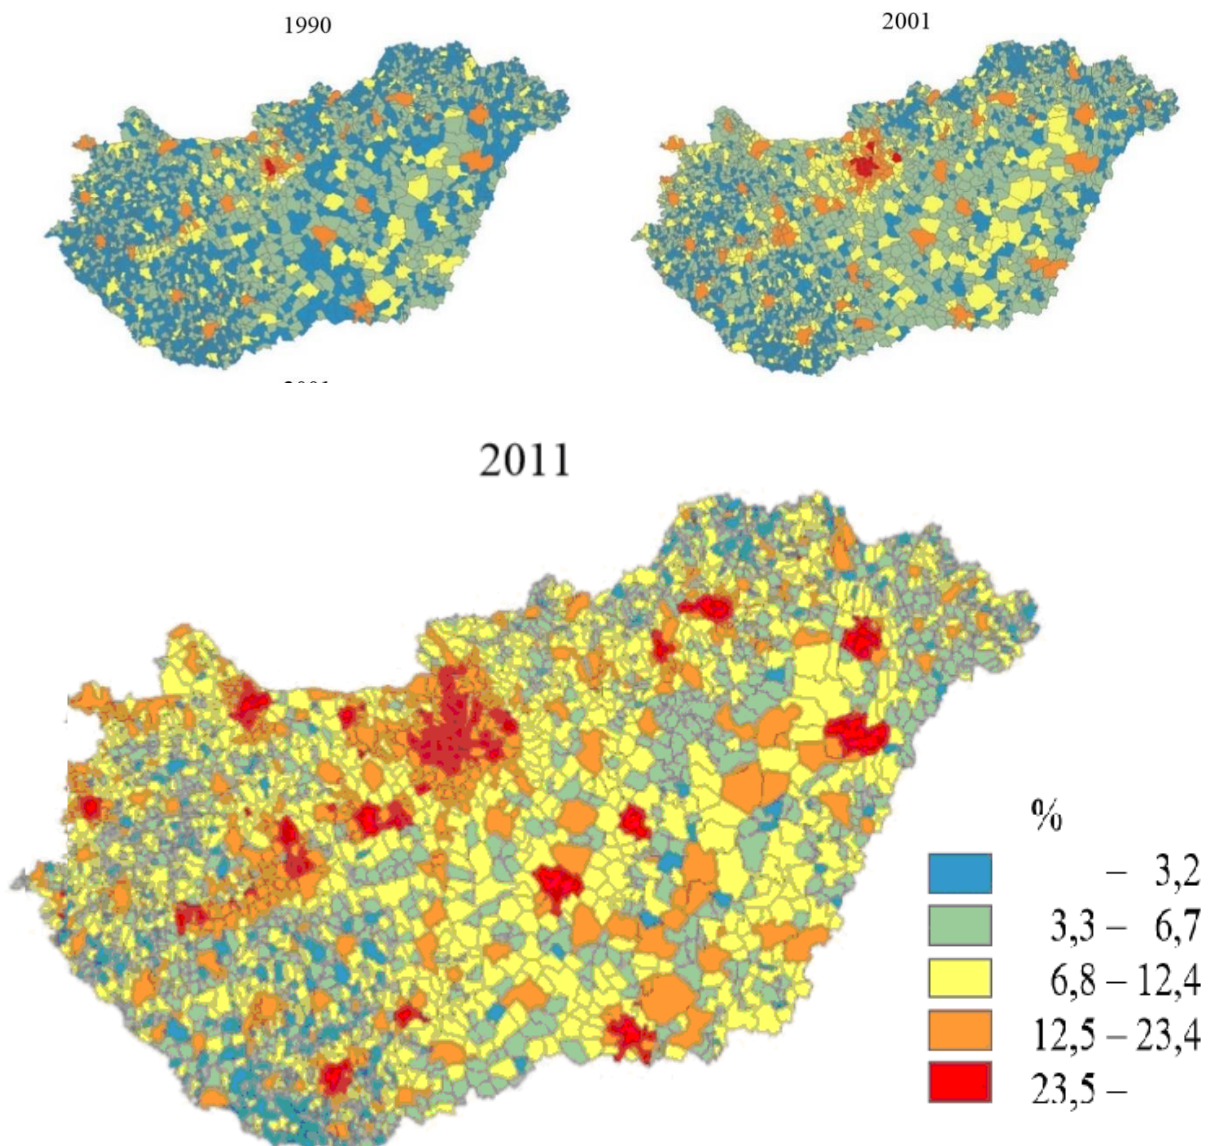 1990
2001
2011
%
– 3,2
3,3 – 6,7
6,8 – 12,4
12,5 – 23,4
23,5 –